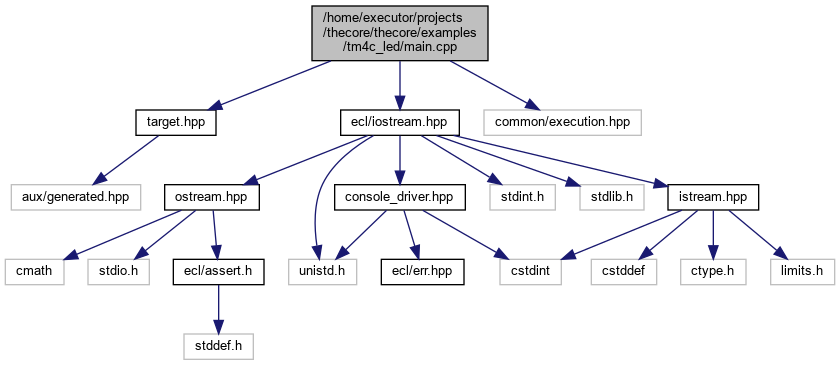 /home/executor/projects
/thecore/thecore/examples
/tm4c_led/main.cpp
target.hpp
ecl/iostream.hpp
common/execution.hpp
aux/generated.hpp
ostream.hpp
console_driver.hpp
stdint.h
stdlib.h
istream.hpp
cmath
stdio.h
ecl/assert.h
unistd.h
ecl/err.hpp
cstdint
cstddef
ctype.h
limits.h
stddef.h